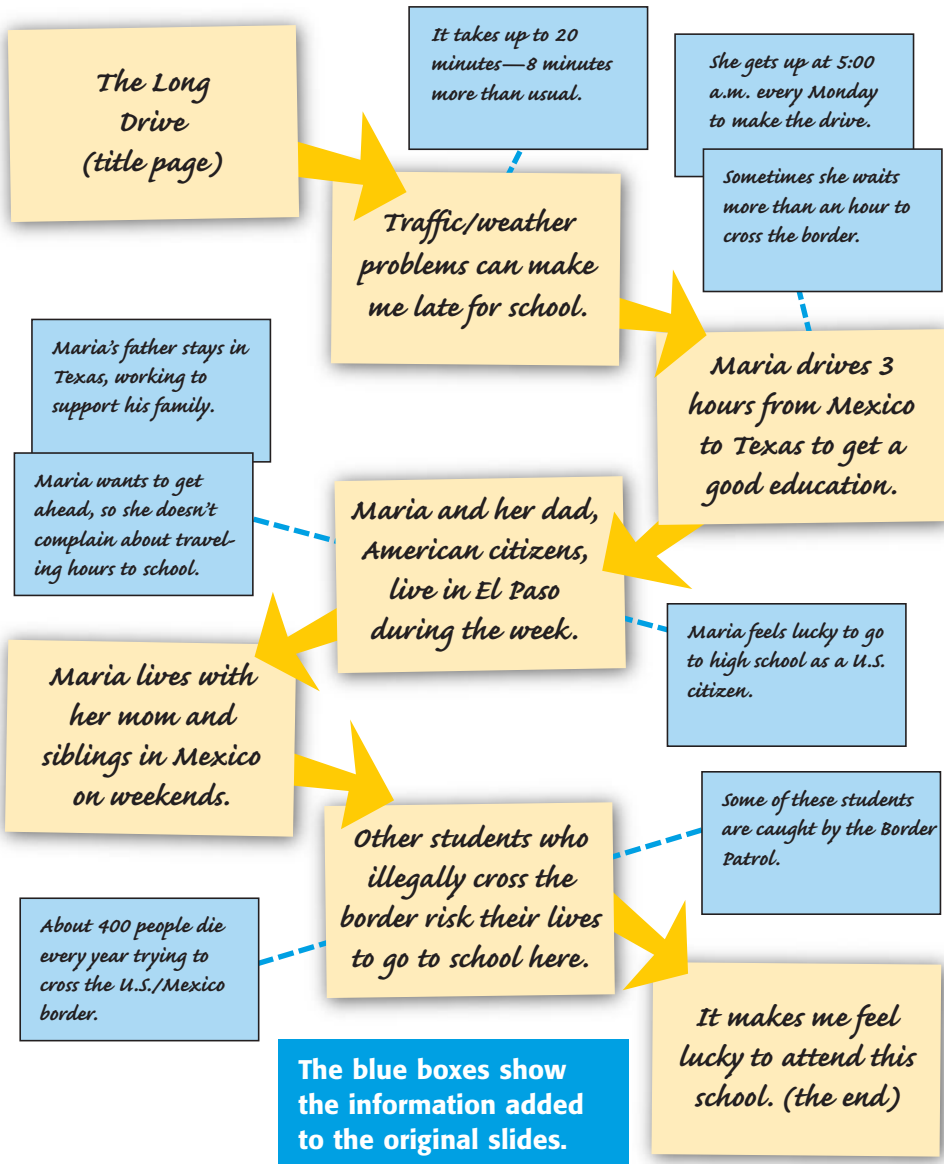 The Long
Drive
(title page)
It takes up to 20
minutes—8 minutes
more than usual.
She gets up at 5:00
a.m. every Monday
to make the drive.
Sometimes she waits
more than an hour to
cross the border.
Traffic/weather
problems can make
me late for school.
Maria drives 3
hours from Mexico
to Texas to get a
good education.
Maria's father stays in
Texas, working to
support his family.
Maria wants to get
ahead, so she doesn't
complain about travel-
ing hours to school.
Maria and her dad,
American citizens,
live in El Paso
during the week.
Maria feels lucky to go
to high school as a U.S.
citizen.
Maria lives with
her mom and
siblings in Mexico
on weekends.
Other students who
illegally cross the
border risk their lives
to go to school here.
Some of these students
are caught by the Border
Patrol.
About 400 people die
every year trying to
cross the U.S./Mexico
border.
It makes me feel
lucky to attend this
school. (the end)
The blue boxes show
the information added
to the original slides.